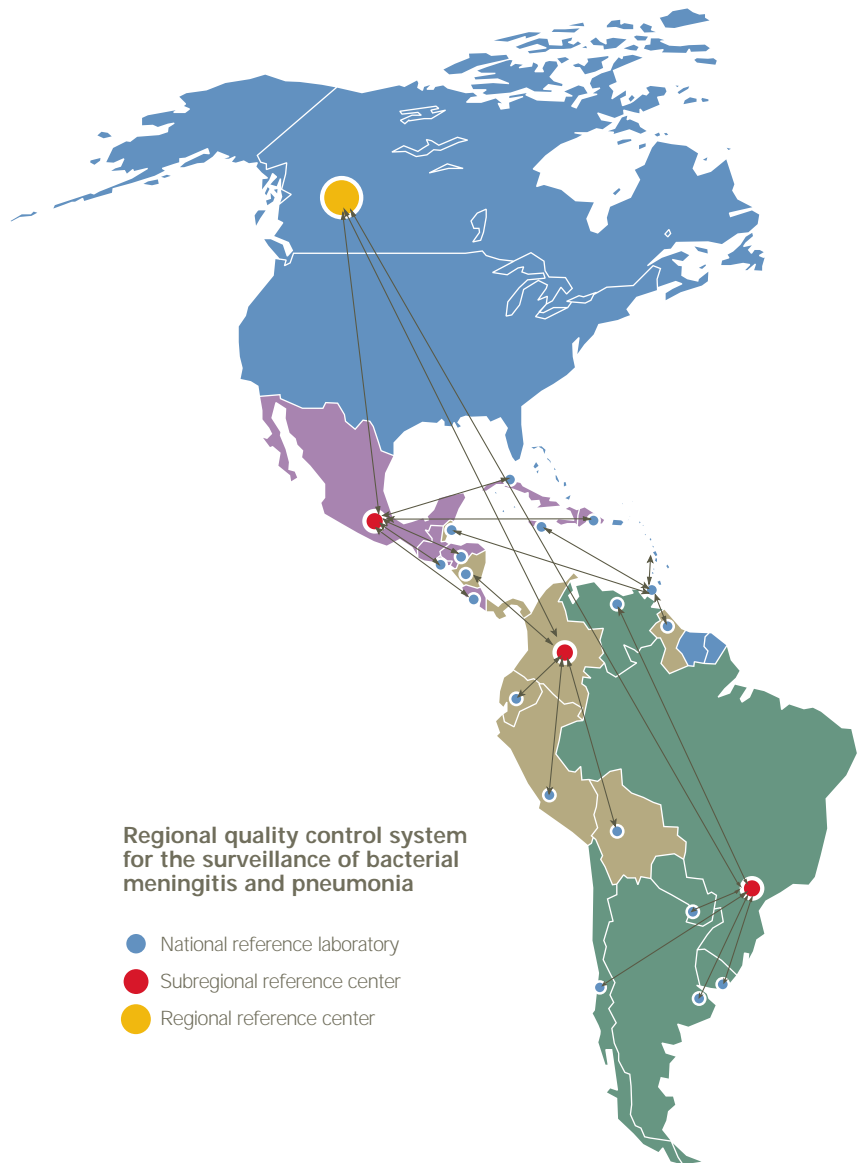 Regional quality control system
for the surveillance of bacterial
meningitis and pneumonia
National reference laboratory
Subregional reference center
Regional reference center